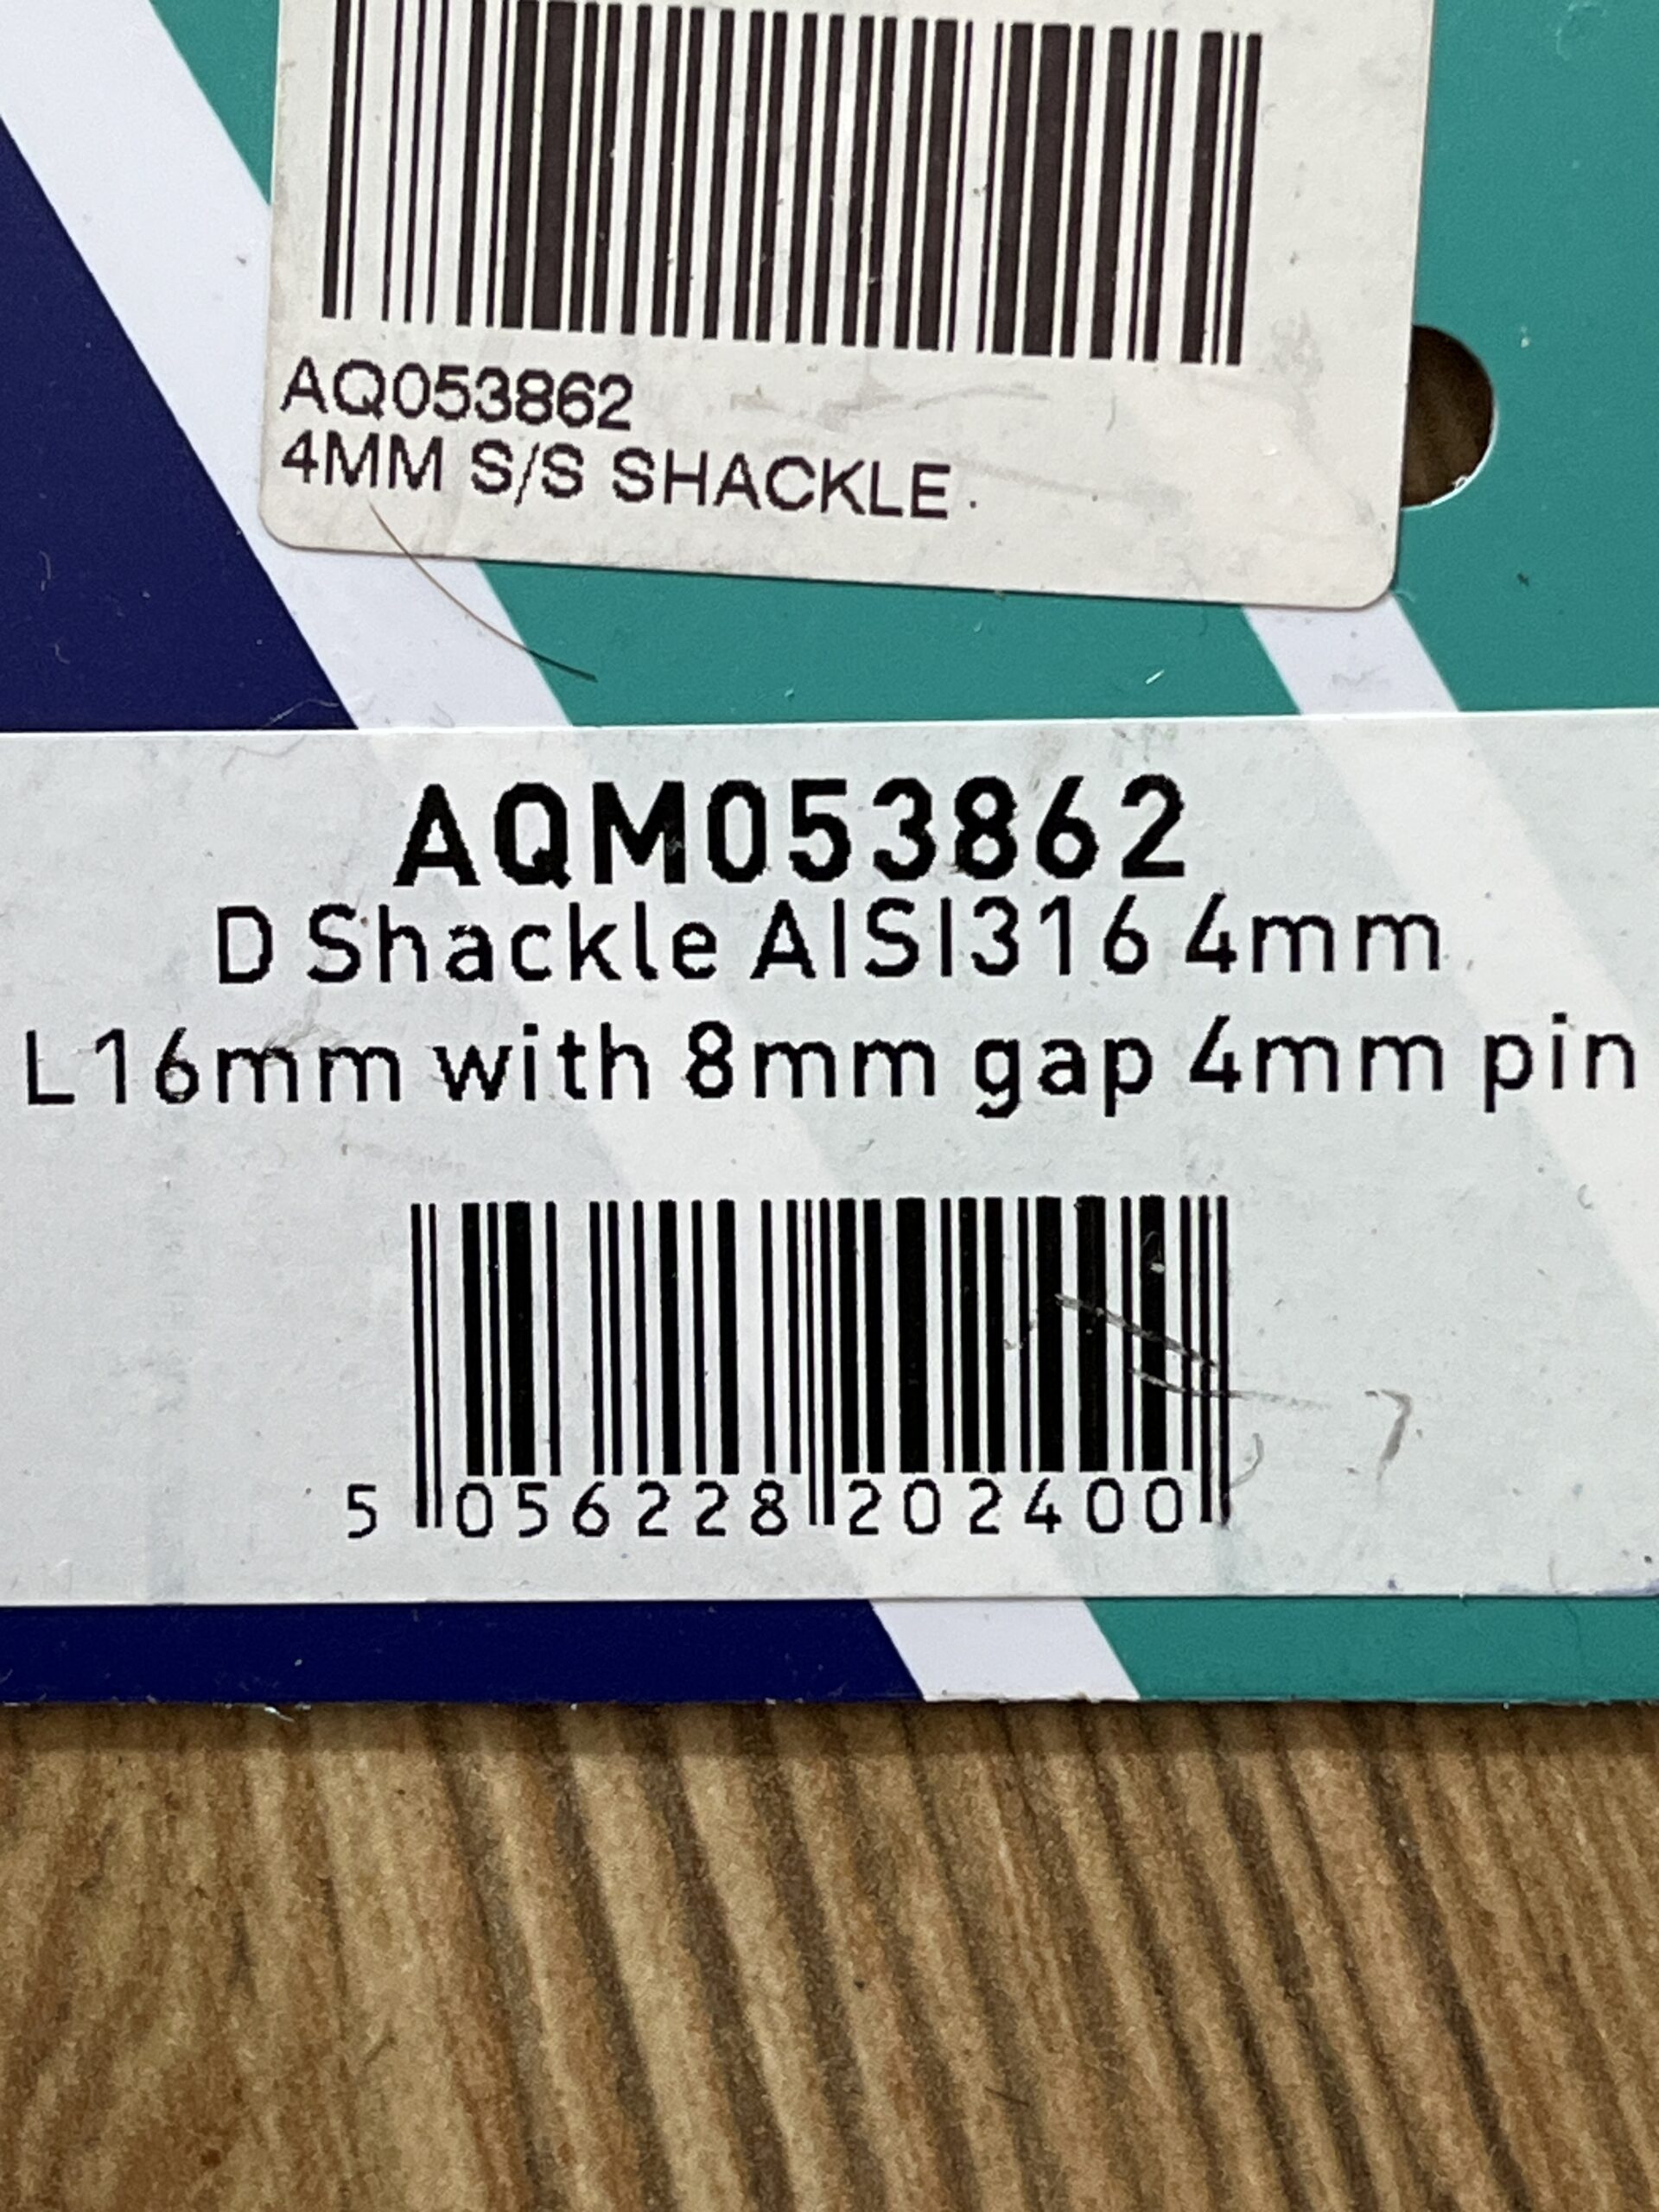 AQ053862
4MM S/S SHACKLE.
AQM053862
D Shackle AISI316 4mm
L16mm with 8mm gap 4mm pin
5 056228 202400